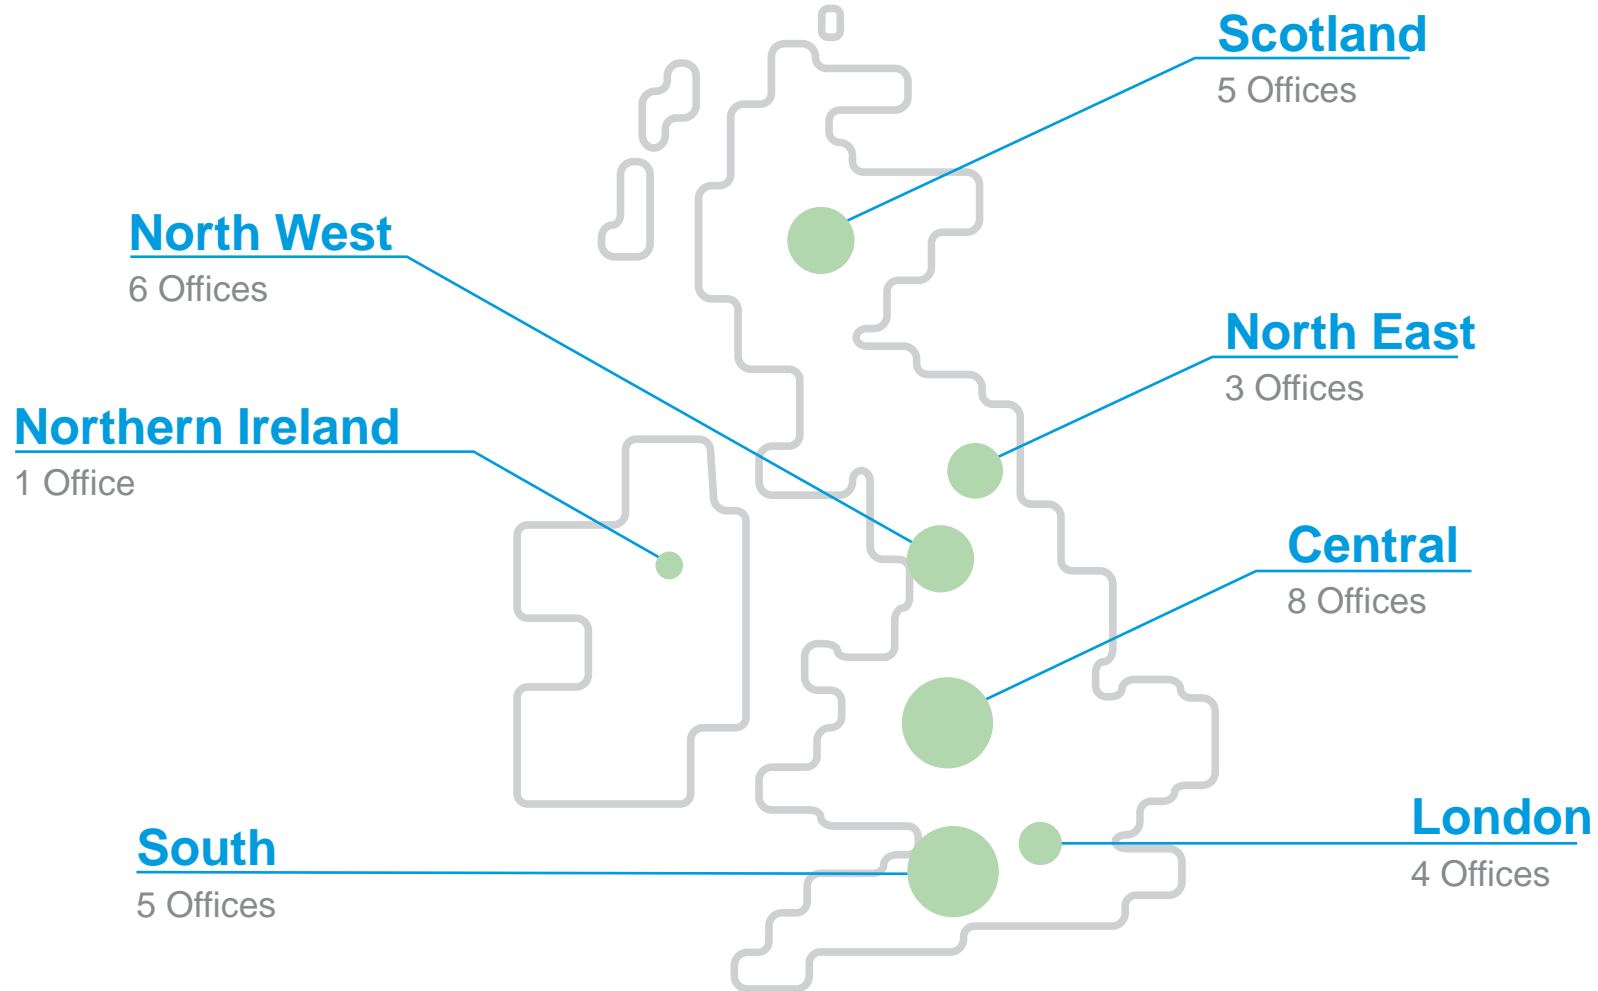 Scotland
5 Offices
North West
6 Offices
North East
3 Offices
Northern Ireland
1 Office
Central
8 Offices
London
4 Offices
South
5 Offices